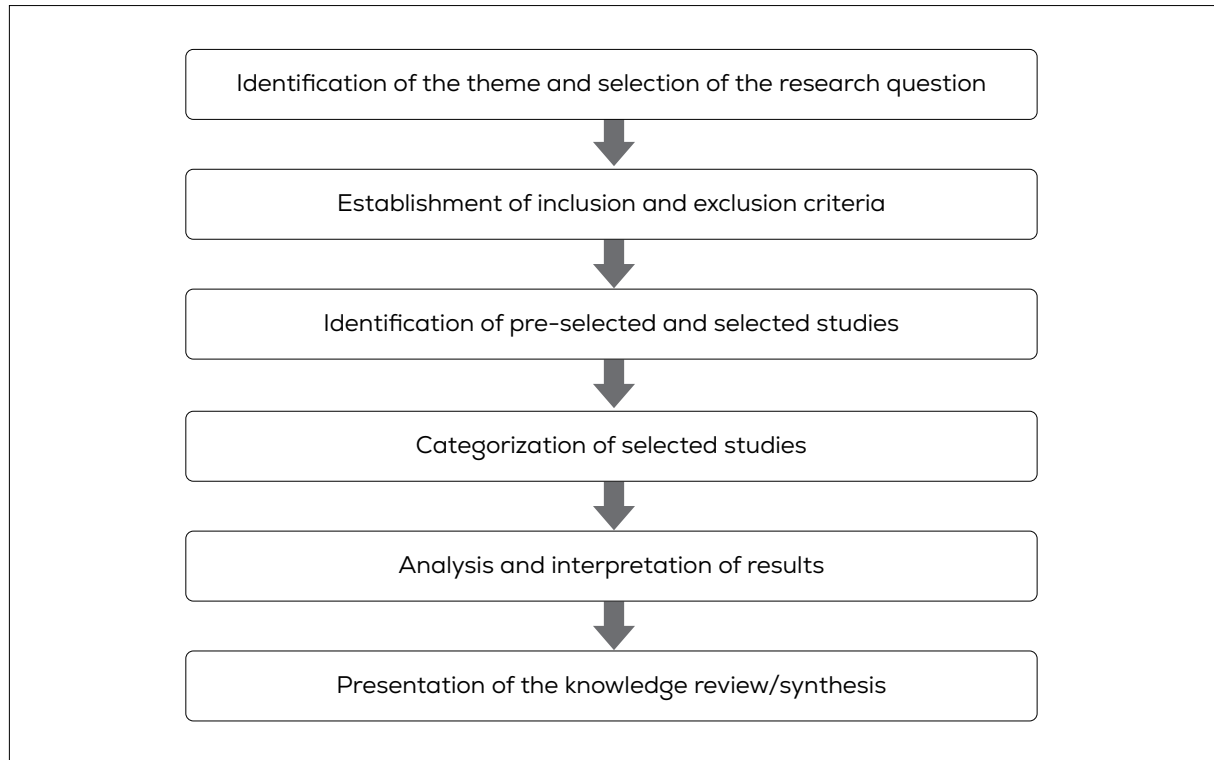 Identification of the theme and selection of the research question
Establishment of inclusion and exclusion criteria
Identification of pre-selected and selected studies
Categorization of selected studies
Analysis and interpretation of results
Presentation of the knowledge review/synthesis